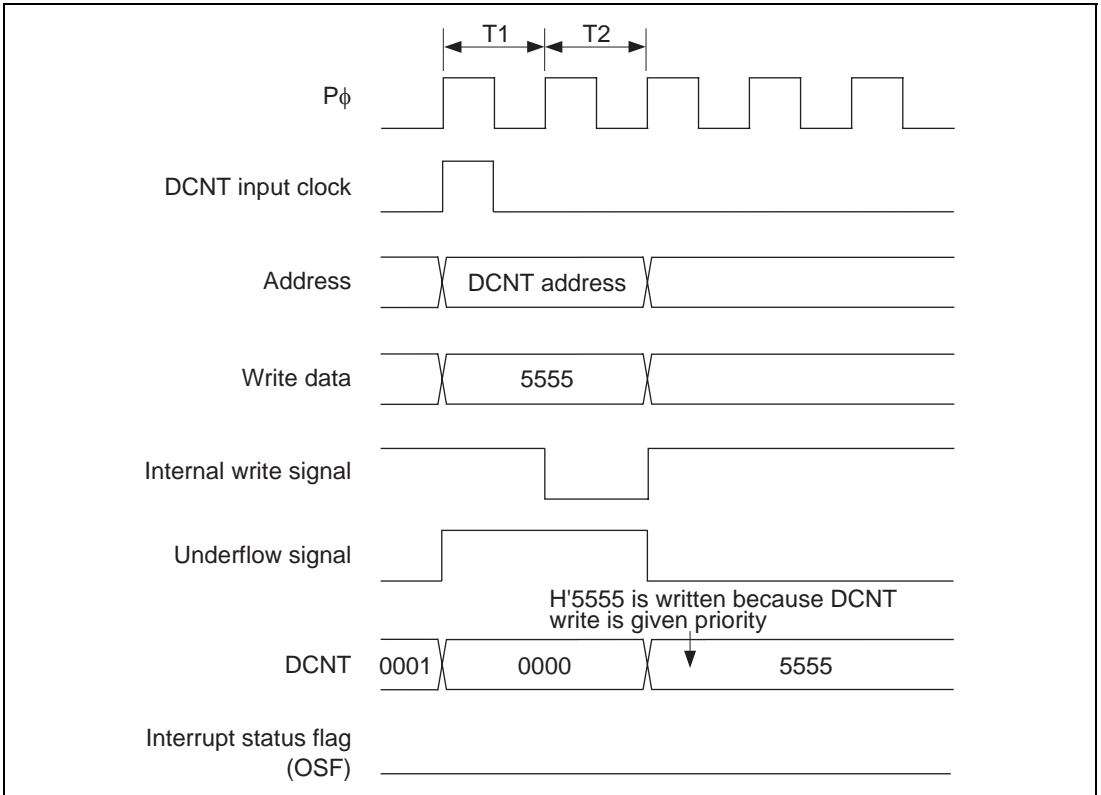 T1 T2
Pϕ
DCNT input clock
Address
DCNT address
Write data
5555
Internal write signal
Underflow signal
H'5555 is written because DCNT
write is given priority
DCNT
0001 0000 5555
Interrupt status flag
(OSF)